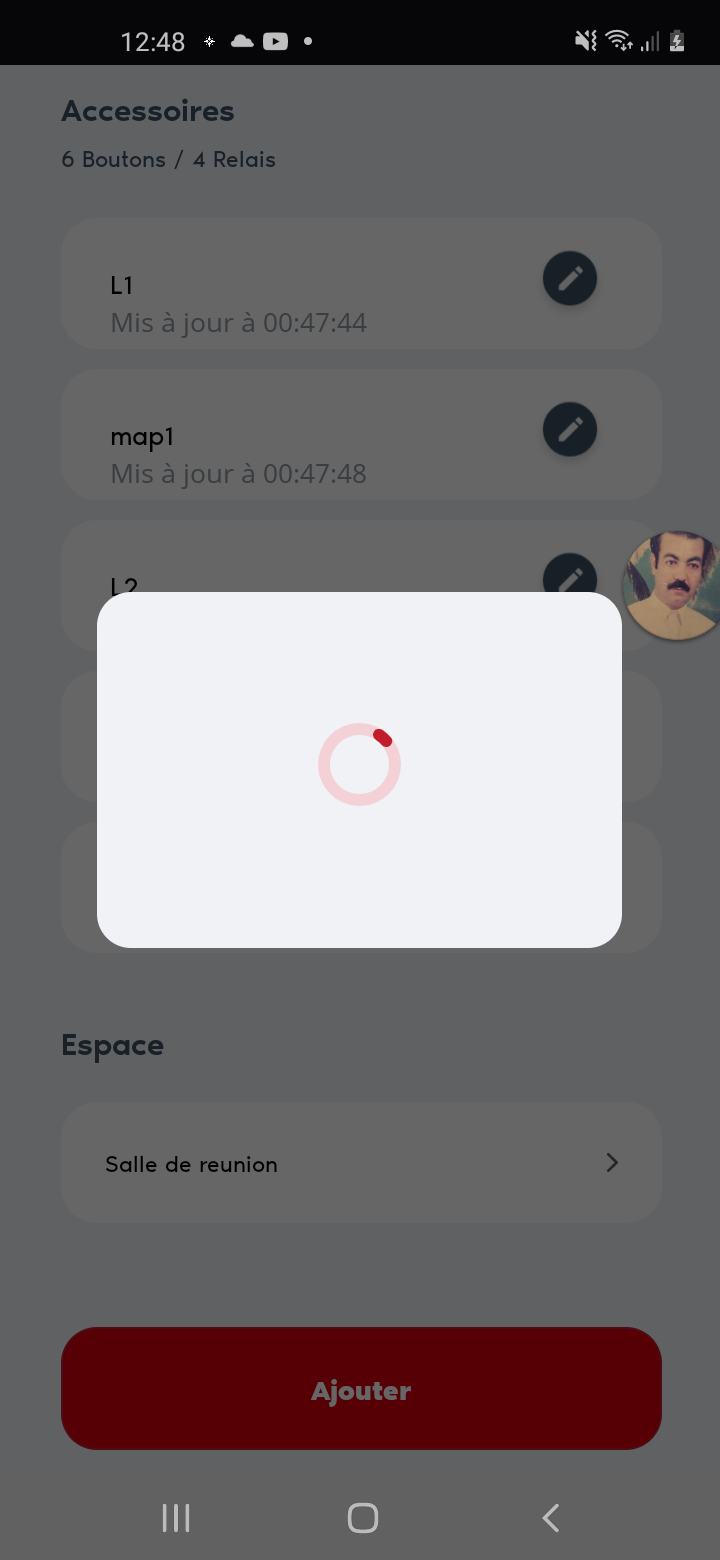 12:48
Accessoires
6 Boutons / 4 Relais
L1
Mis à jour à 00:47:44
map1
Mis à jour à 00:47:48
L2
Espace
Salle de reunion
Ajouter